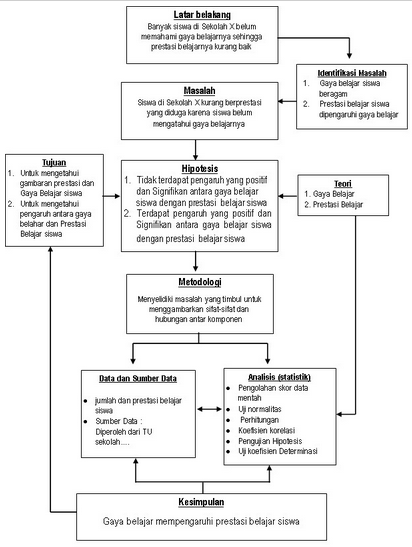 Latar belakang
Banyak siswa di Sekolah X belum
memahami gaya belajarnya sehingga
prestasi belajarnya kurang baik
Identifikasi Masalah
1. Gaya belajar siswa
beragam
2. Prestasi belajar siswa
dipengaruhi gaya belajar
Masalah
Siswa di Sekolah X kurang berprestasi
yang diduga karena siswa belum
mengatahui gaya belajarnya
Tujuan
1. Untuk mengetahui
gambaran prestasi dan
Gaya Belajar siswa
2. Untuk mengetahui
pengaruh antara gaya
belahar dan Prestasi
Belajar siswa
Hipotesis
1. Tidak terdapat pengaruh yang positif
dan Signifikan antara gaya belajar
siswa dengan prestasi belajar siswa
2. Terdapat pengaruh yang positif dan
Signifikan antara gaya belajar siswa
dengan prestasi belajar siswa
Teori
1. Gaya Belajar
2. Prestasi Belajar
Metodologi
Menyelidiki masalah yang timbul untuk
menggambarkan sifat-sifat dan
hubungan antar komponen
Data dan Sumber Data
• jumlah dan prestasi belajar
siswa
• Sumber Data :
Diperoleh dari TU
sekolah....
Analisis (statistik)
• Pengolahan skor data
mentah
• Uji normalitas
• Perhitungan
• Koefisien korelasi
• Pengujian Hipotesis
• Uji koefisien Determinasi
Kesimpulan
Gaya belajar mempengaruhi prestasi belajar siswa